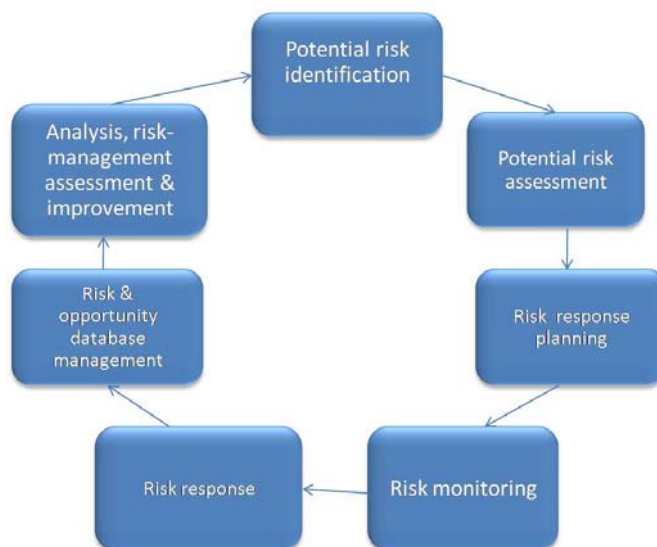 Potential risk
identification
Potential risk
assessment
Risk response
planning
Risk monitoring
Risk response
Risk &
opportunity
database
management
Analysis, risk-
management
assessment &
improvement